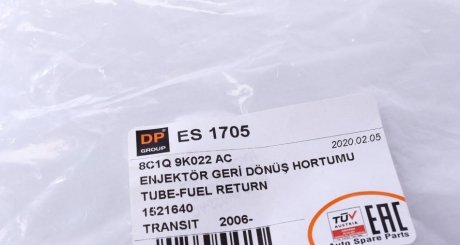 DP GROUP ES 1705
2020.02.05
8C1Q 9K022 AC
ENJEKTÖR GERİ DÖNÜŞ HORTUMU
TUBE-FUEL RETURN
1521640
TRANSIT 2006-
TÜV
AUSTRIA
EAC
Auto Spare Parts